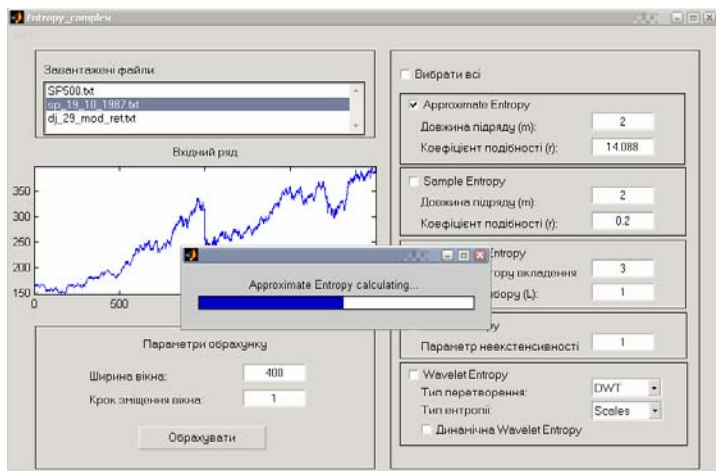 Entropy_complex
Завантажені файли:
SP500.txt
sp_19_10_1987.txt
dj_29_mod_ret.txt
Вхідний ряд
350
300
250
200
150
0
500
Параметри обрахунку
Ширина вікна:
400
Крок зміщення вікна:
1
Обрахувати
Approximate Entropy calculating...
Вибрати всі
Approximate Entropy
Довжина підряду (m):
2
Коефіцієнт подібності (r):
14.088
Sample Entropy
Довжина підряду (m):
2
Коефіцієнт подібності (r):
0.2
Entropy
вкладення
3
(L):
1
Параметр неекстенсивності
1
Wavelet Entropy
Тип перетворення:
DWT
Тип ентропії:
Scales
Динамічна Wavelet Entropy